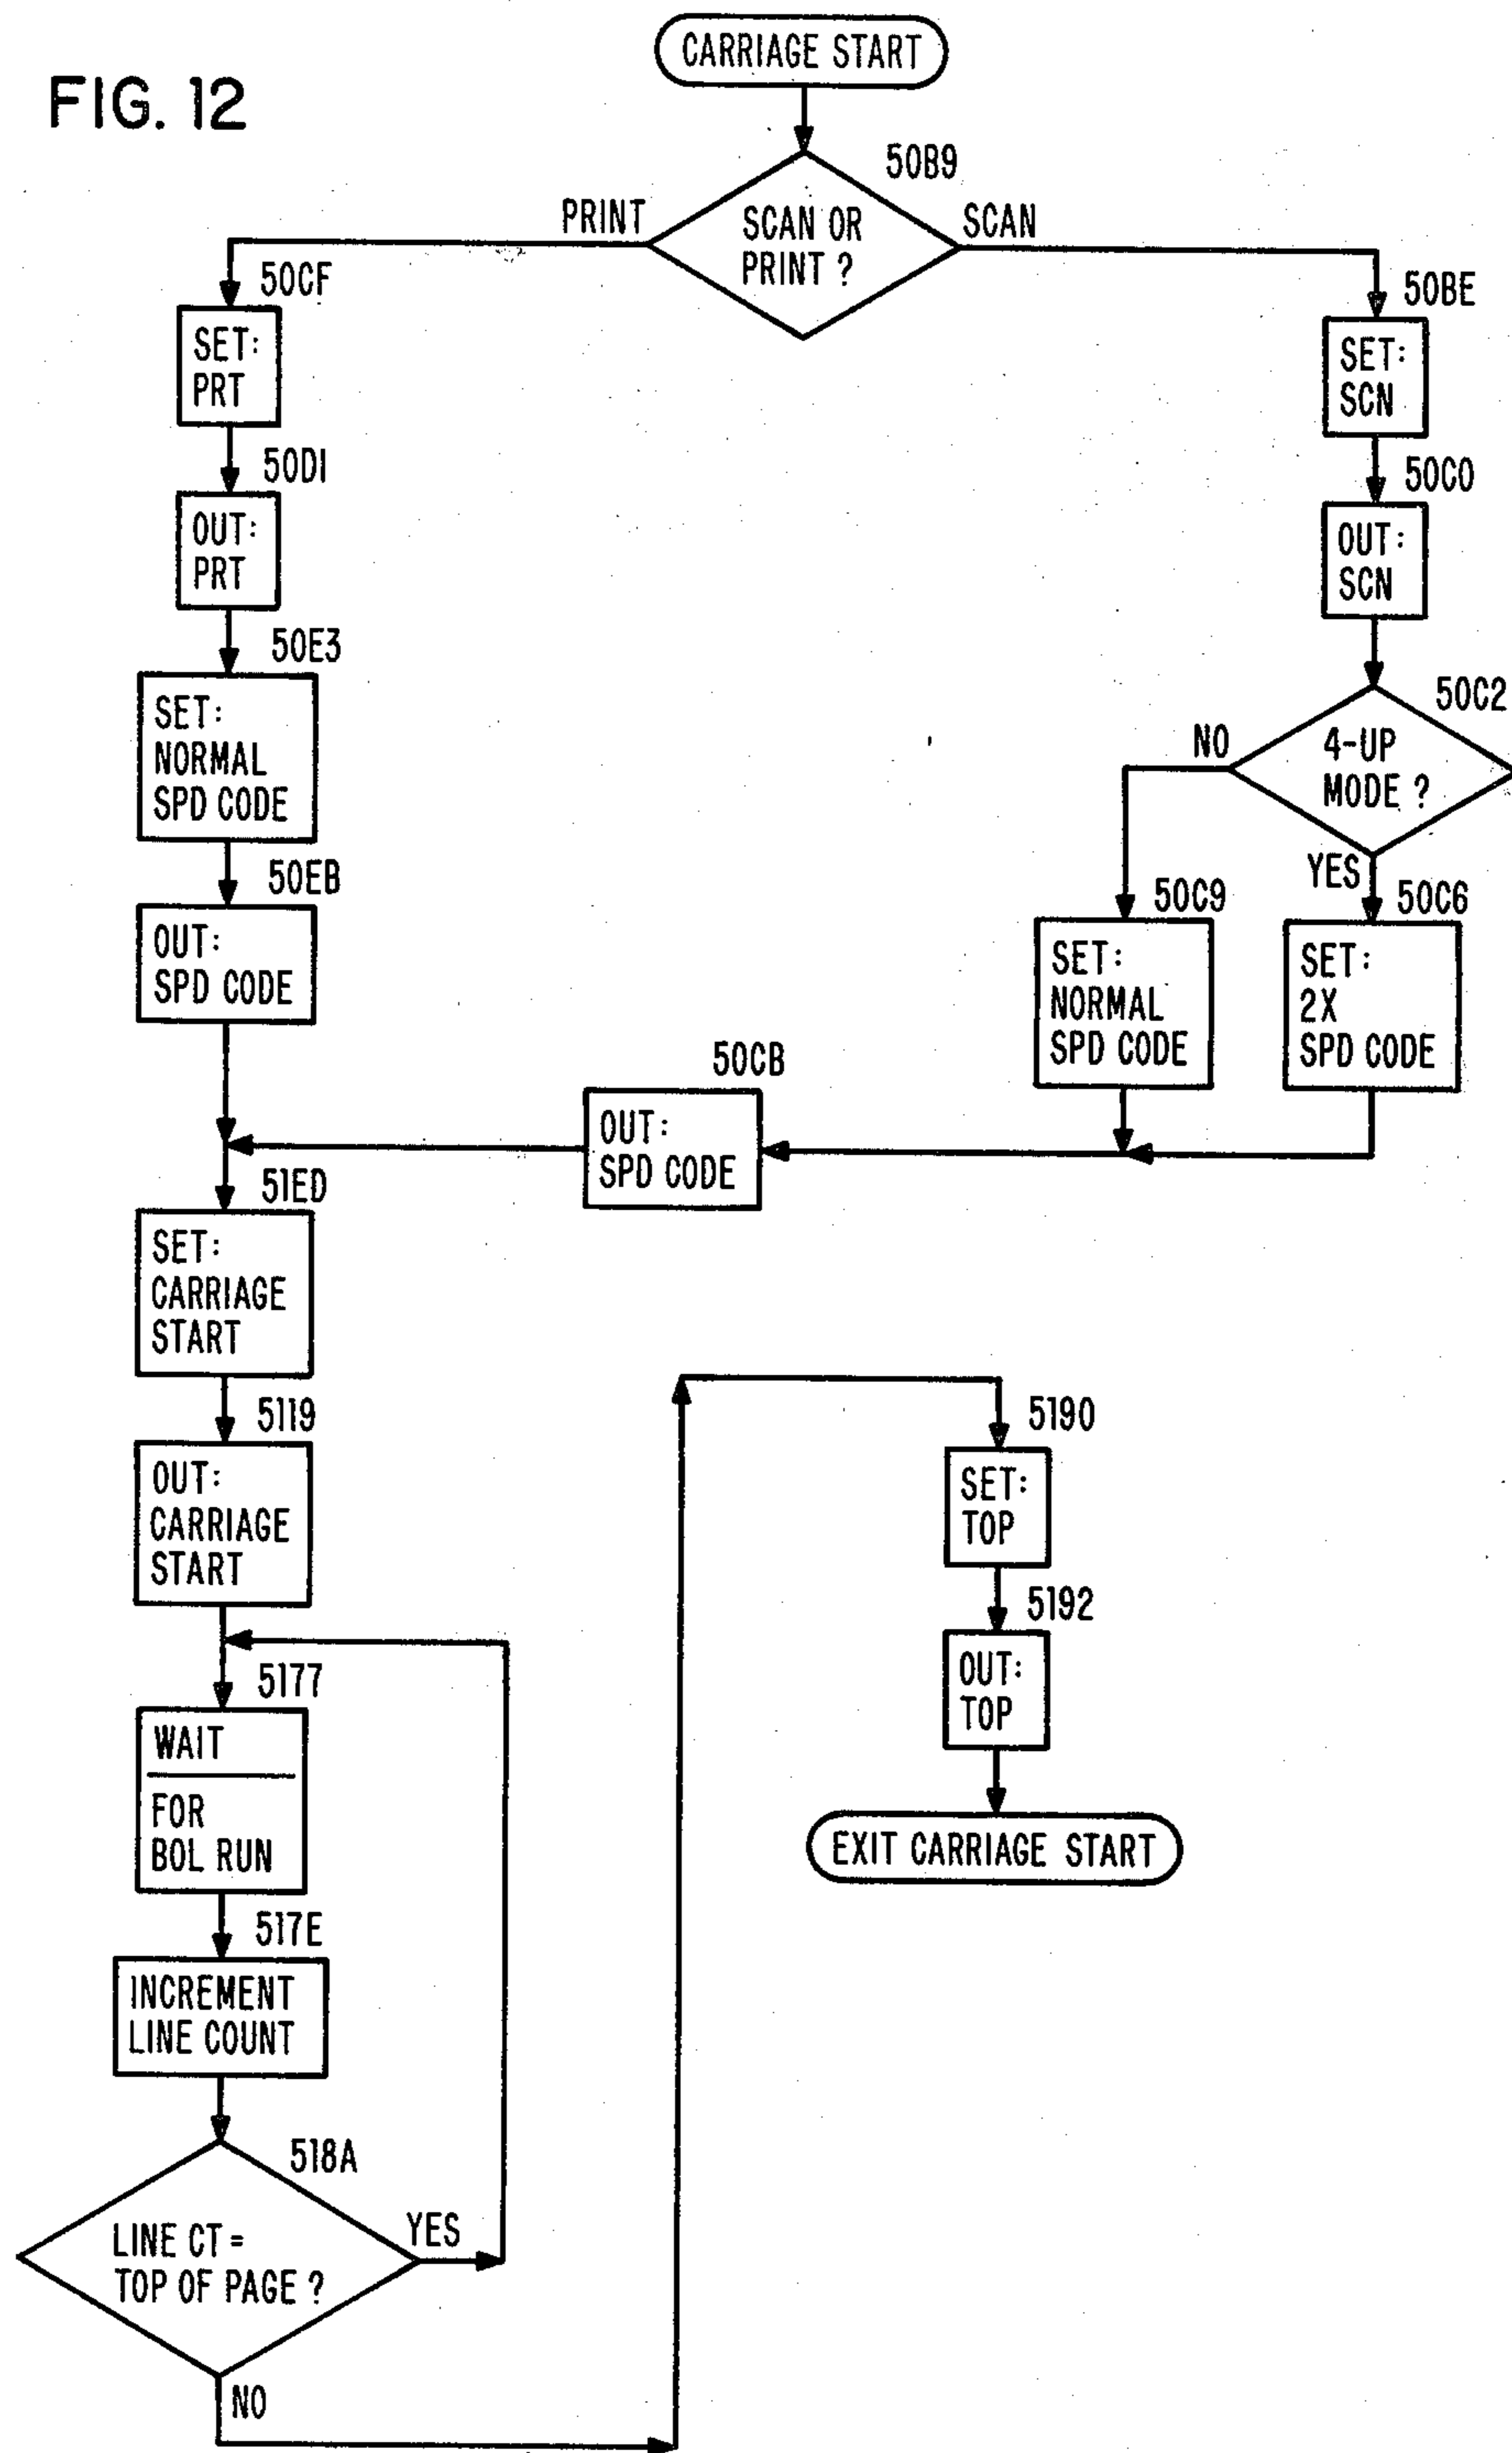 FIG. 12
CARRIAGE START
50B9
SCAN OR
PRINT ?
PRINT
SCAN
50CF
SET:
PRT
50D1
OUT:
PRT
50E3
SET:
NORMAL
SPD CODE
50EB
OUT:
SPD CODE
50BE
SET:
SCN
50C0
OUT:
SCN
50C2
4-UP
MODE ?
NO
YES
50C9
SET:
NORMAL
SPD CODE
50C6
SET:
2X
SPD CODE
50CB
OUT:
SPD CODE
51ED
SET:
CARRIAGE
START
5119
OUT:
CARRIAGE
START
5177
WAIT
FOR
BOL RUN
517E
INCREMENT
LINE COUNT
518A
LINE CT =
TOP OF PAGE ?
YES
NO
5190
SET:
TOP
5192
OUT:
TOP
EXIT CARRIAGE START